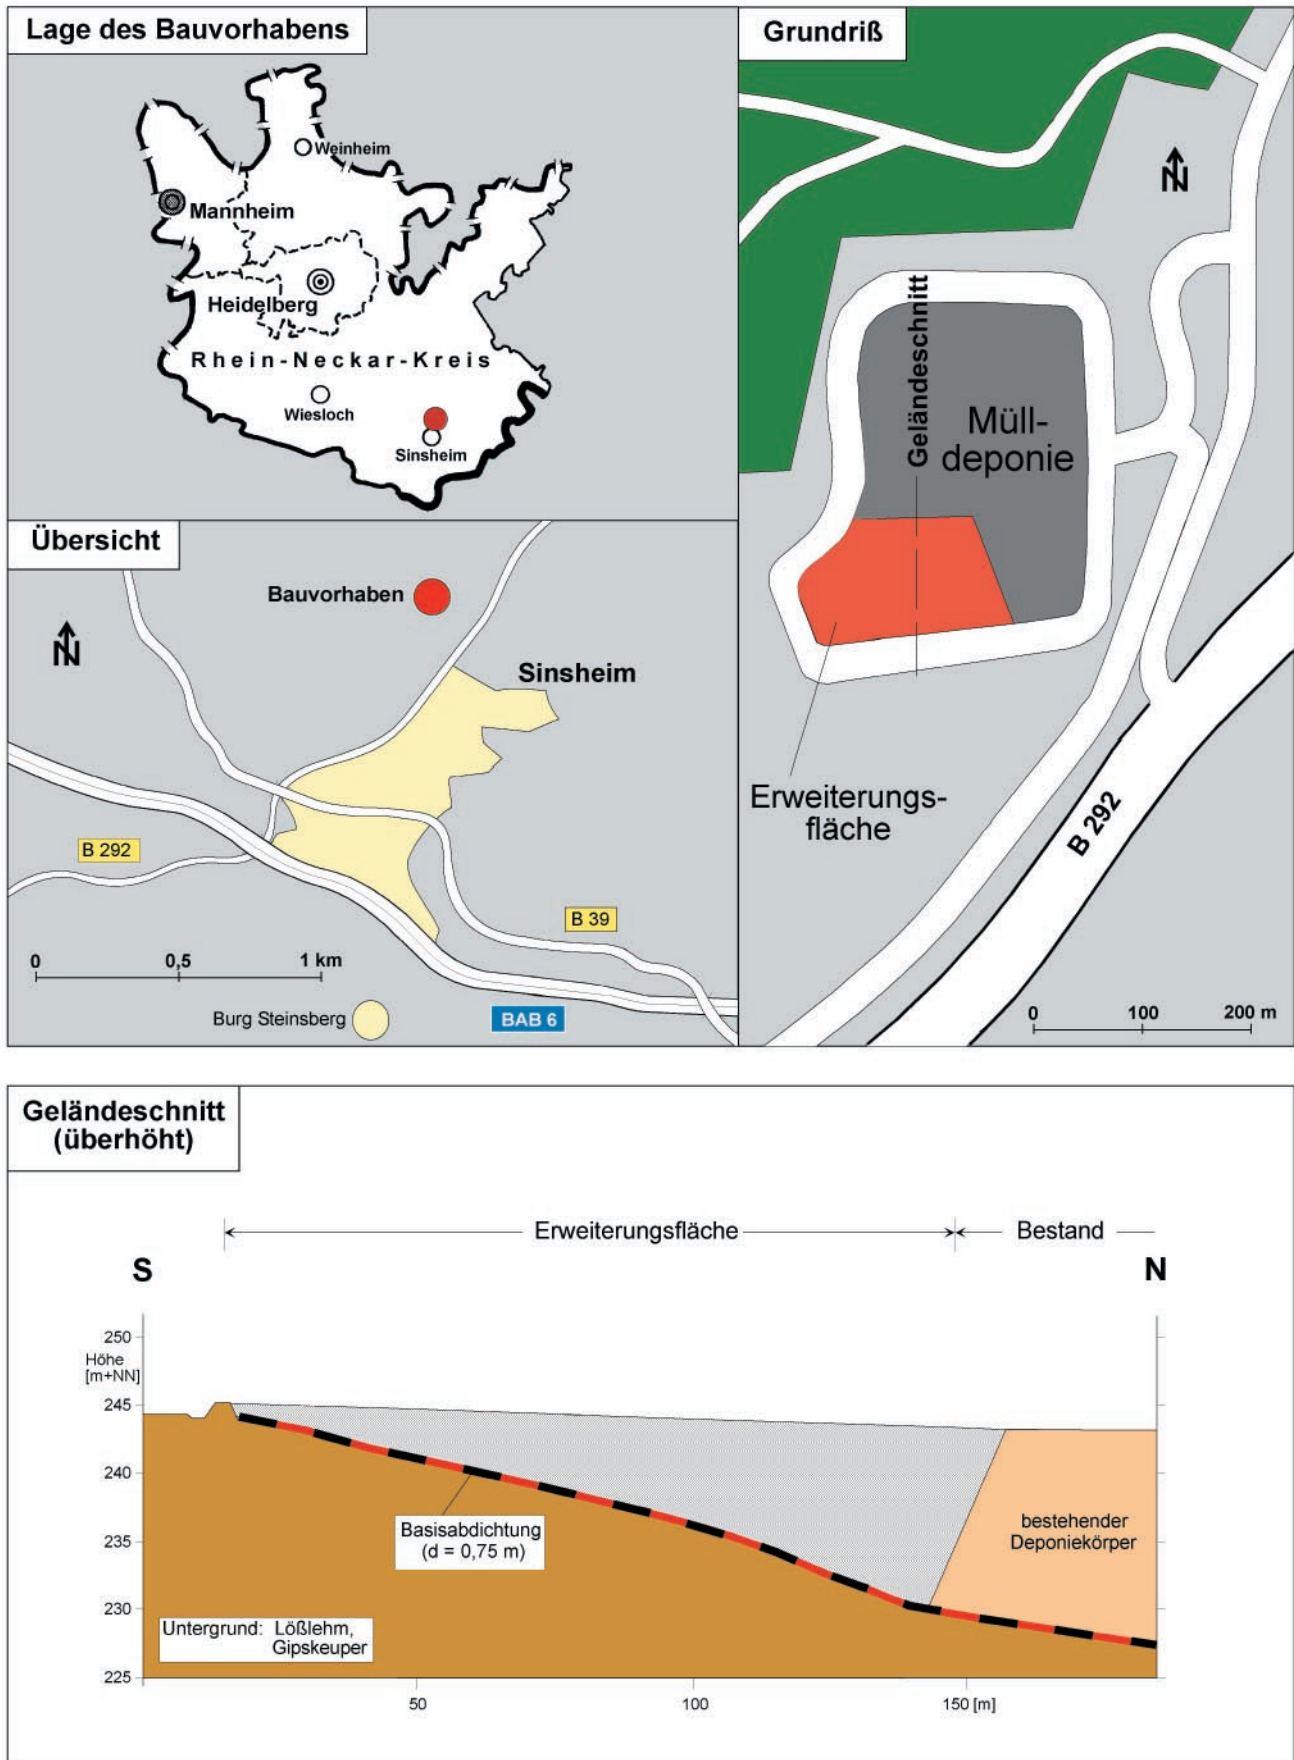 Lage des Bauvorhabens
Weinheim
Mannheim
Heidelberg
Rhein-Neckar-Kreis
Wiesloch
Sinsheim
Übersicht
Bauvorhaben
N
Sinsheim
B 292
B 39
0 0,5 1 km
Burg Steinsberg
BAB 6
Grundriß
N
Geländeschnitt
Müll-
deponie
Erweiterungs-
fläche
B 292
0 100 200 m
Geländeschnitt
(überhöht)
Erweiterungsfläche
Bestand
S
N
250
Höhe
[m+NN]
245
240
235
230
225
Basisabdichtung
(d = 0,75 m)
bestehender
Deponiekörper
Untergrund: Lößlehm,
Gipskeuper
50 100 150 [m]